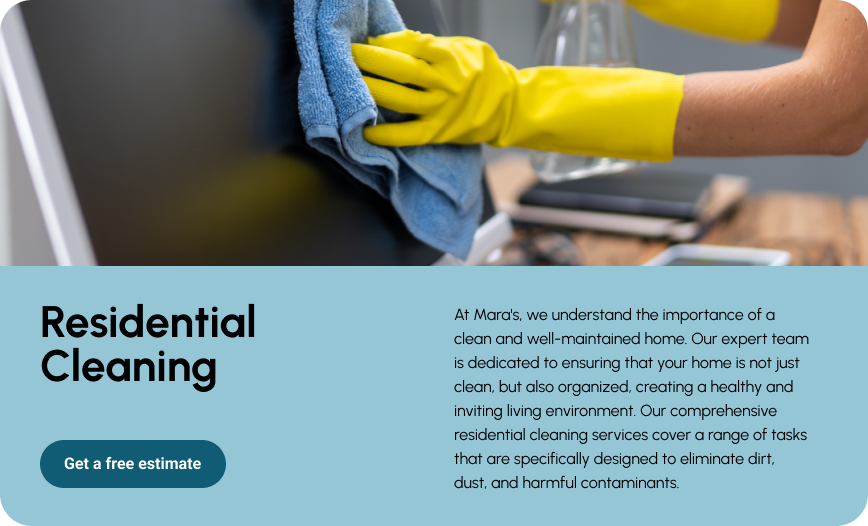 Residential
Cleaning
Get a free estimate
At Mara's, we understand the importance of a
clean and well-maintained home. Our expert team
is dedicated to ensuring that your home is not just
clean, but also organized, creating a healthy and
inviting living environment. Our comprehensive
residential cleaning services cover a range of tasks
that are specifically designed to eliminate dirt,
dust, and harmful contaminants.